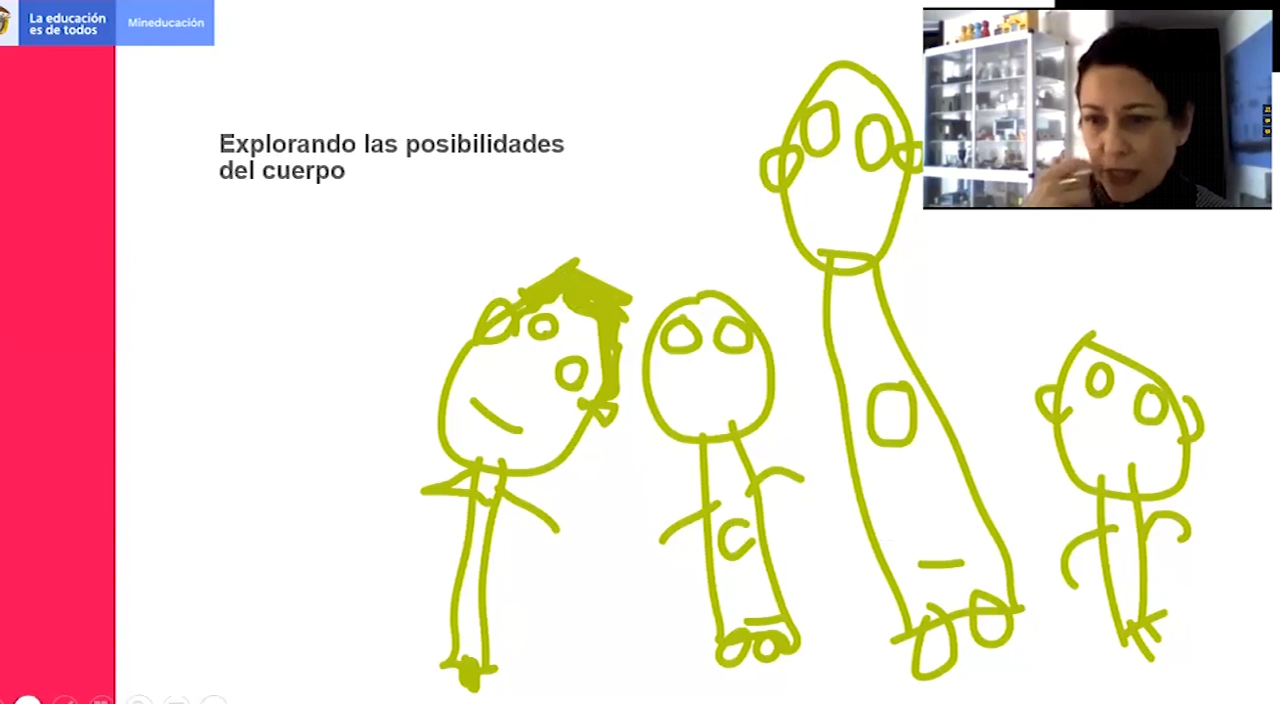 La educación
es de todos
Mineducación
Explorando las posibilidades
del cuerpo